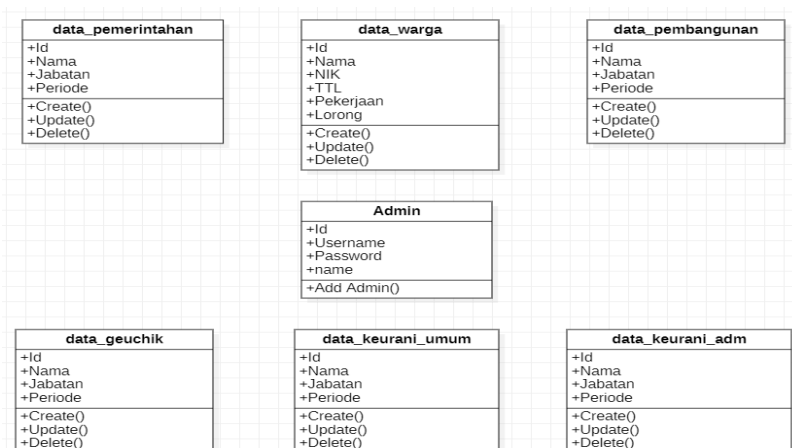 data_pemerintahan
+Id
+Nama
+Jabatan
+Periode
+Create()
+Update()
+Delete()
data_warga
+Id
+Nama
+NIK
+TTL
+Pekerjaan
+Lorong
+Create()
+Update()
+Delete()
data_pembangunan
+Id
+Nama
+Jabatan
+Periode
+Create()
+Update()
+Delete()
Admin
+Id
+Username
+Password
+name
+Add Admin()
data_geuchik
+Id
+Nama
+Jabatan
+Periode
+Create()
+Update()
+Delete()
data_keurani_umum
+Id
+Nama
+Jabatan
+Periode
+Create()
+Update()
+Delete()
data_keurani_adm
+Id
+Nama
+Jabatan
+Periode
+Create()
+Update()
+Delete()